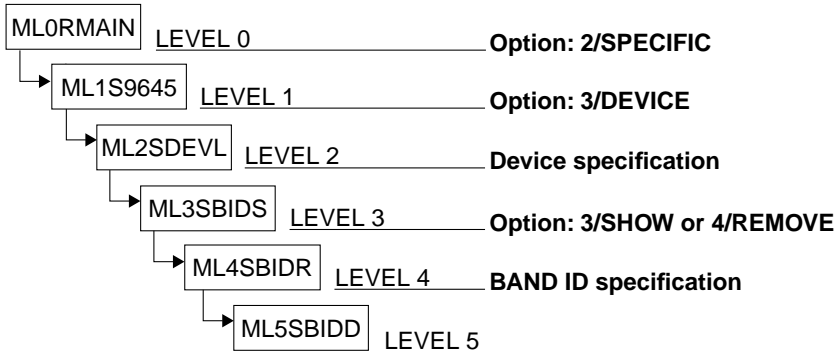 ML0RMAIN LEVEL 0 Option: 2/SPECIFIC
ML1S9645 LEVEL 1 Option: 3/DEVICE
ML2SDEVL LEVEL 2 Device specification
ML3SBIDS LEVEL 3 Option: 3/SHOW or 4/REMOVE
ML4SBIDR LEVEL 4 BAND ID specification
ML5SBIDD LEVEL 5